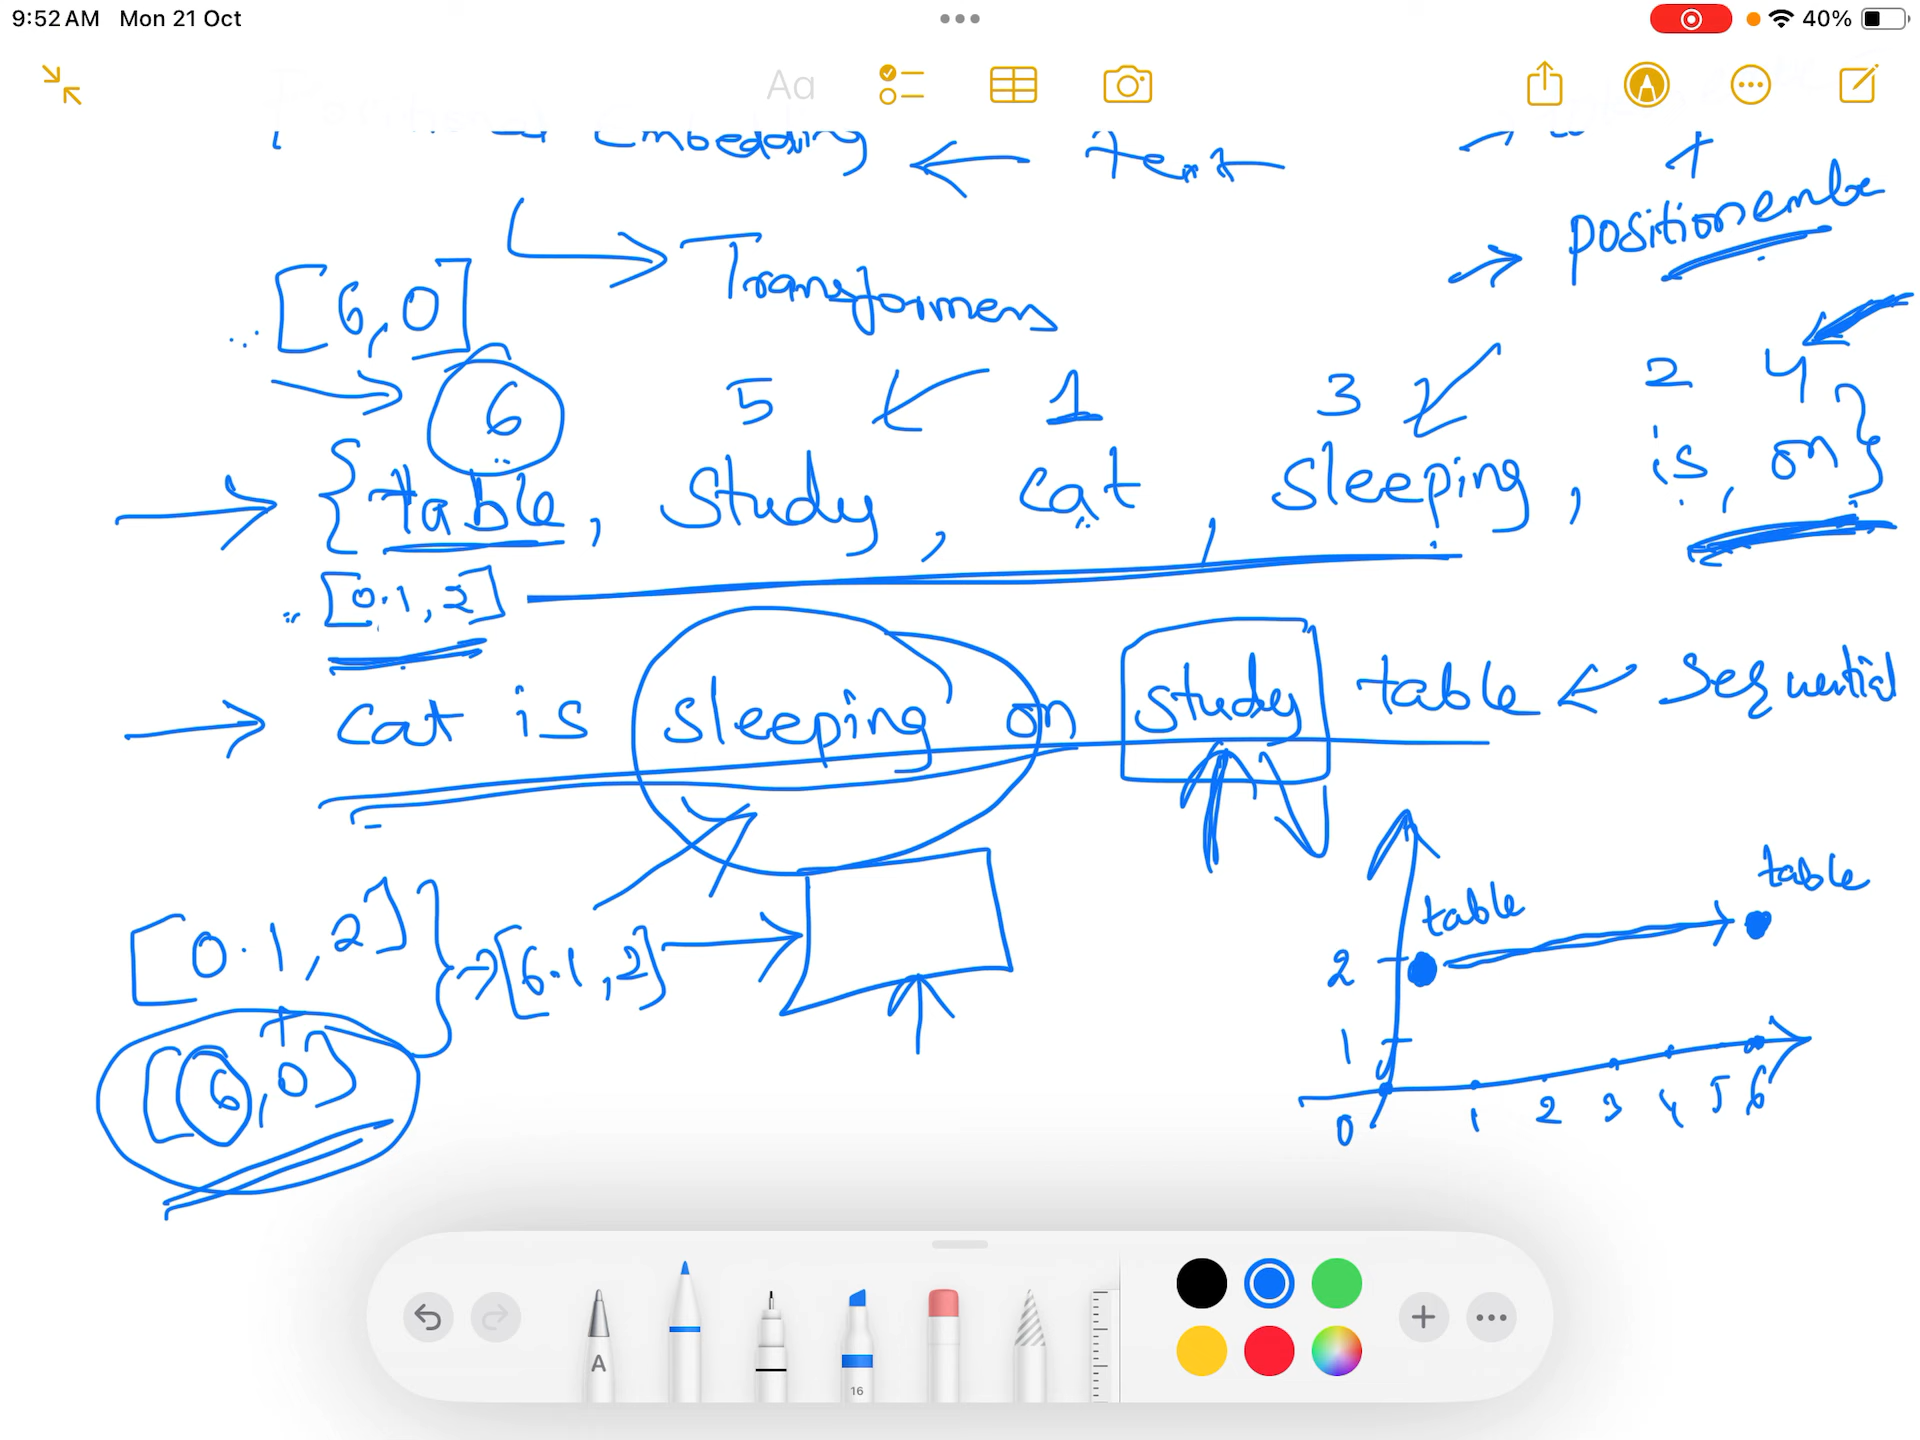 9:52 AM Mon 21 Oct
40%
Aa
Embedding ← text
positionembe
Transformers
[6,0]
6 5 1 3 2 4
{table, study, cat, sleeping, is, on}
[0.1, 2]
cat is sleeping on study table ← Sequential
table
table
[0.1, 2]
+
[6,0]
→ [6.1, 2]
2
1
0 1 2 3 4 5 6
A
16